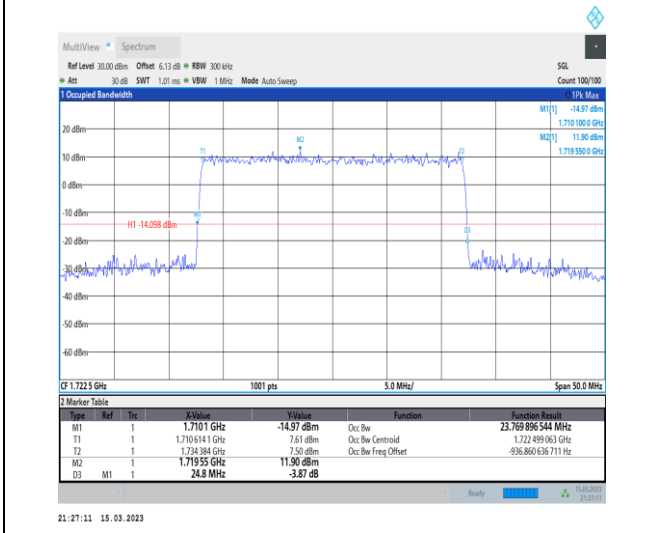 MultiView Spectrum
Ref Level 30.00 dBm Offset 6.13 dB RBW 300 kHz SGL
Att 30 dB SWT 1.01 ms VBW 1 MHz Mode Auto Sweep Count 100/100
1 Occupied Bandwidth 1Pk Max
M1[1] -14.97 dBm
1.710 100 0 GHz
M2[1] 11.90 dBm
1.719 550 0 GHz
20 dBm
M2
T1 T2
10 dBm
0 dBm
-10 dBm
M1
H1 -14.098 dBm
D3
-20 dBm
-30 dBm
-40 dBm
-50 dBm
-60 dBm
CF 1.722 5 GHz 1001 pts 5.0 MHz/ Span 50.0 MHz
2 Marker Table
Type Ref Trc X-Value Y-Value Function Function Result
M1 1 1.7101 GHz -14.97 dBm Occ Bw 23.769 896 544 MHz
T1 1 1.710 614 1 GHz 7.61 dBm Occ Bw Centroid 1.722 499 063 GHz
T2 1 1.734 384 GHz 7.50 dBm Occ Bw Freq Offset -936.860 636 711 Hz
M2 1 1.719 55 GHz 11.90 dBm
D3 M1 1 24.8 MHz -3.87 dB
Ready 15.03.2023
21:27:11
21:27:11 15.03.2023